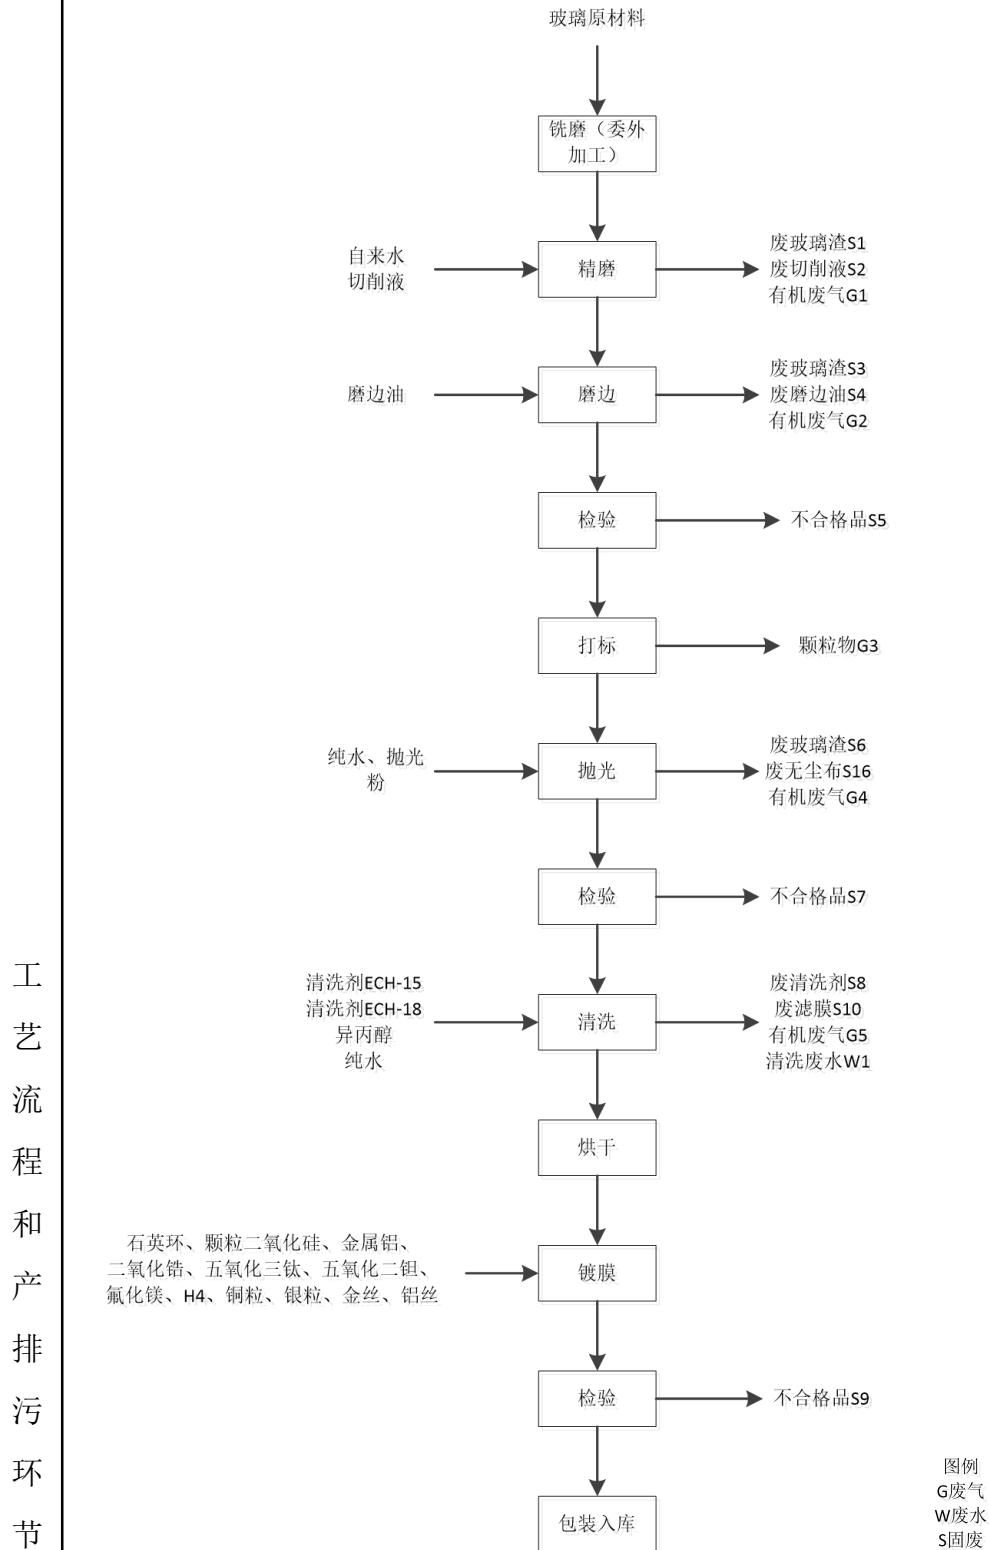 玻璃原材料
铣磨（委外
加工）
自来水
切削液
精磨
废玻璃渣S1
废切削液S2
有机废气G1
磨边油
磨边
废玻璃渣S3
废磨边油S4
有机废气G2
检验
不合格品S5
打标
颗粒物G3
纯水、抛光
粉
抛光
废玻璃渣S6
废无尘布S16
有机废气G4
检验
不合格品S7
清洗剂ECH-15
清洗剂ECH-18
异丙醇
纯水
清洗
废清洗剂S8
废滤膜S10
有机废气G5
清洗废水W1
烘干
石英环、颗粒二氧化硅、金属铝、
二氧化锆、五氧化三钛、五氧化二钽、
氟化镁、H4、铜粒、银粒、金丝、铝丝
镀膜
检验
不合格品S9
包装入库
图例
G废气
W废水
S固废
工
艺
流
程
和
产
排
污
环
节